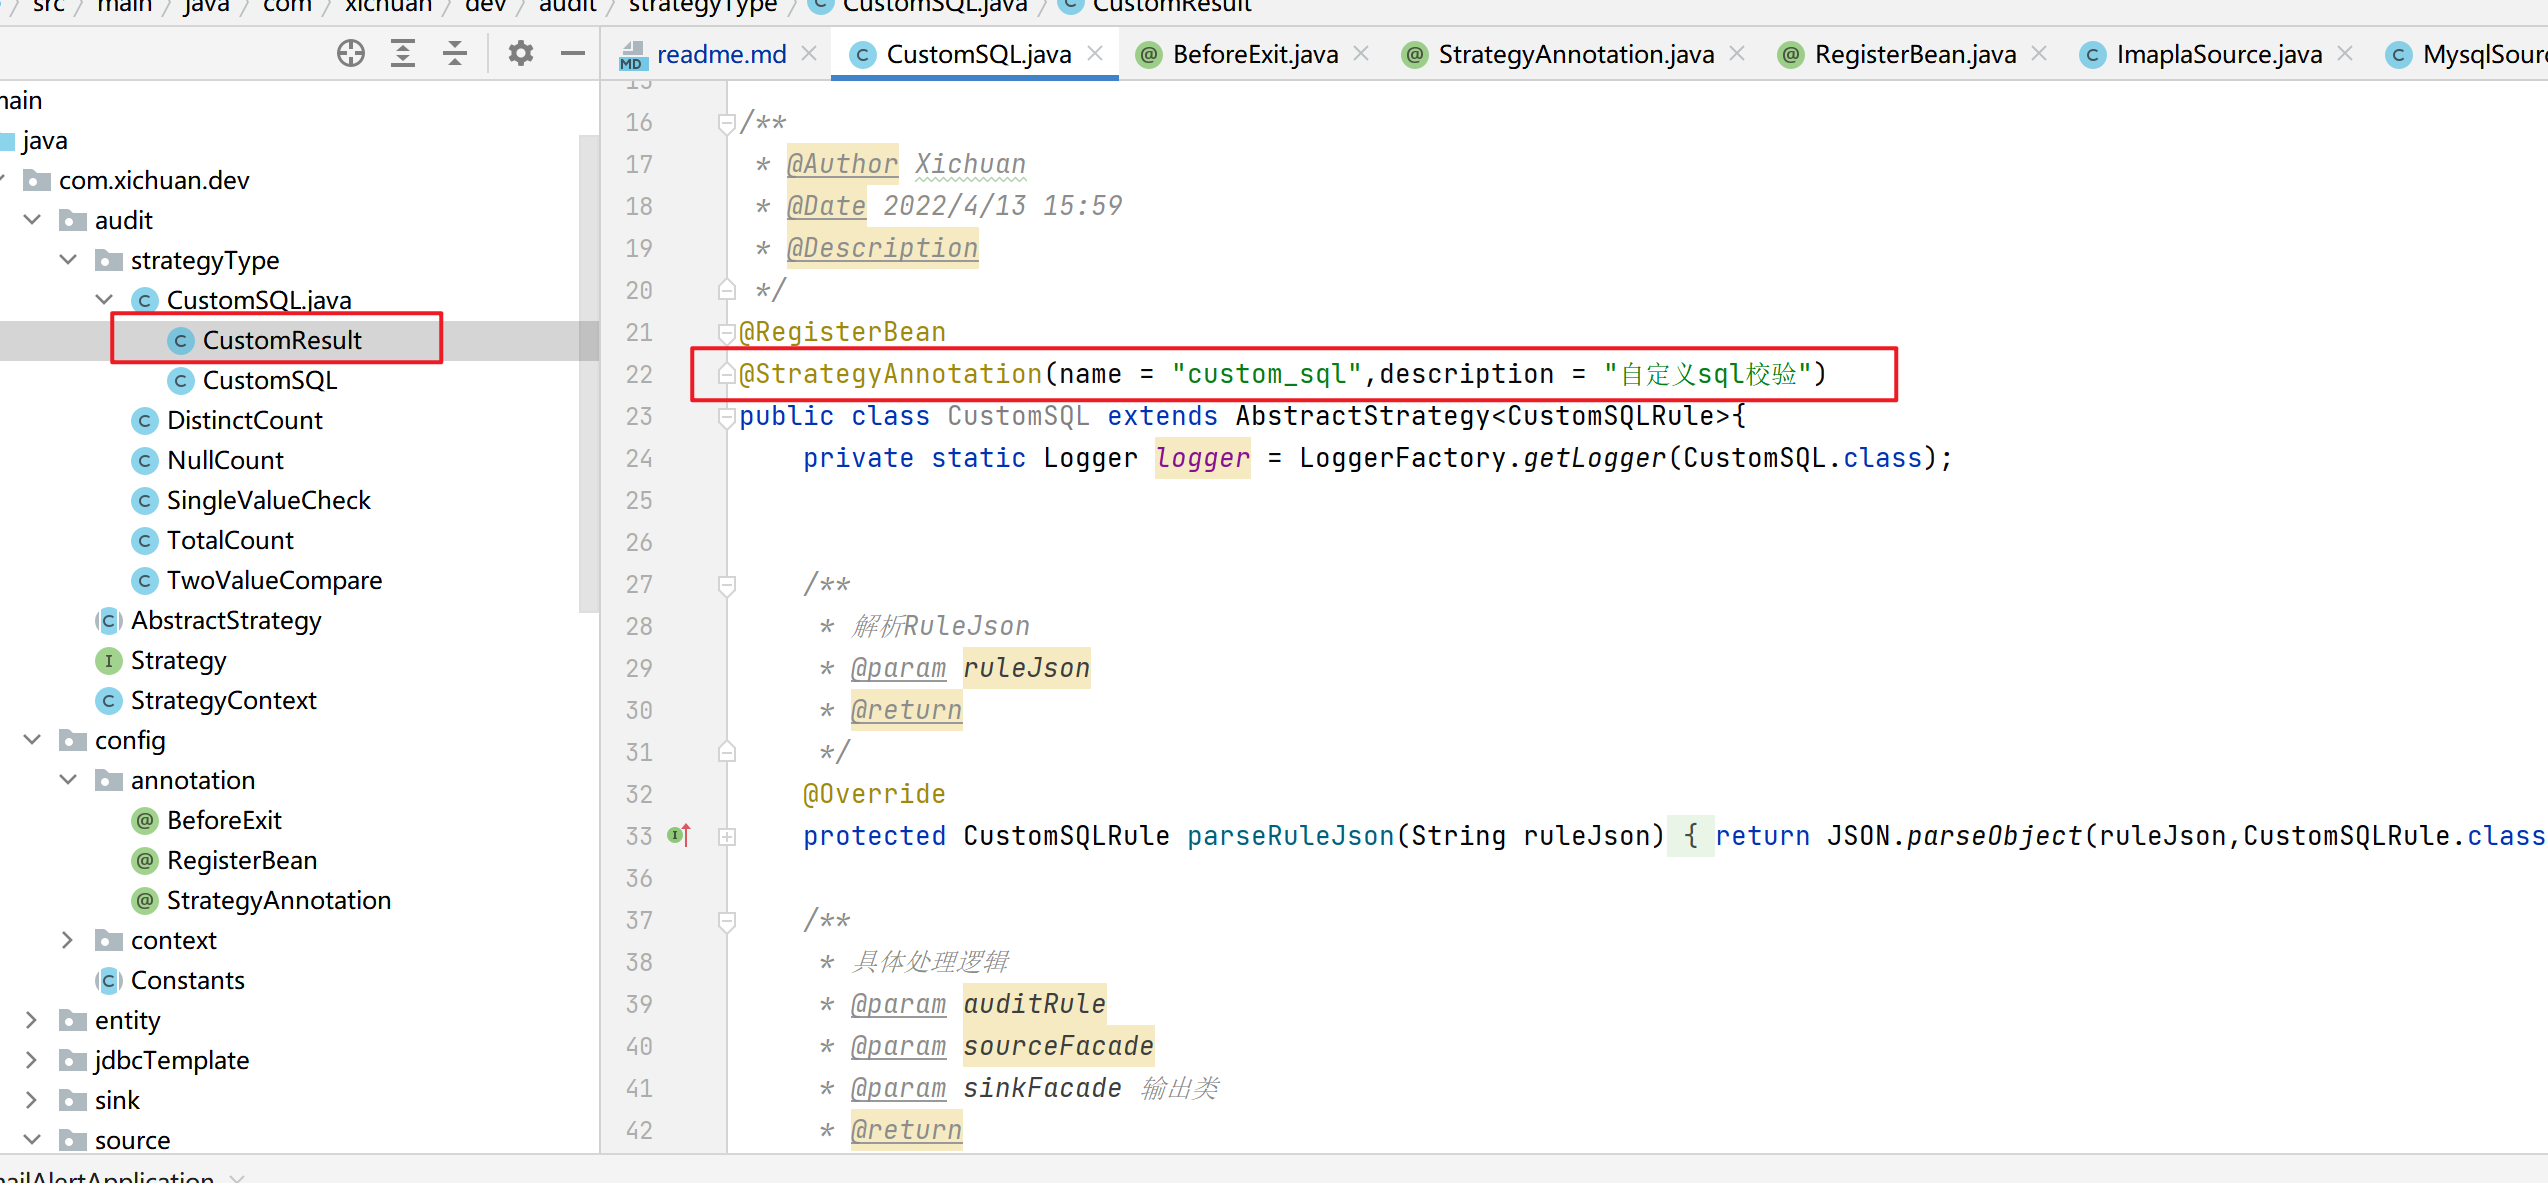 src / main / java / com / xichuan / dev / audit / strategyType / CustomSQL.java / CustomResult
readme.md
CustomSQL.java
BeforeExit.java
StrategyAnnotation.java
RegisterBean.java
ImaplaSource.java
MysqlSour
main
java
com.xichuan.dev
audit
strategyType
CustomSQL.java
CustomResult
CustomSQL
DistinctCount
NullCount
SingleValueCheck
TotalCount
TwoValueCompare
AbstractStrategy
Strategy
StrategyContext
config
annotation
BeforeExit
RegisterBean
StrategyAnnotation
context
Constants
entity
jdbcTemplate
sink
source
15
16 /**
17 * @Author Xichuan
18 * @Date 2022/4/13 15:59
19 * @Description
20 */
21 @RegisterBean
22 @StrategyAnnotation(name = "custom_sql",description = "自定义sql校验")
23 public class CustomSQL extends AbstractStrategy<CustomSQLRule>{
24 private static Logger logger = LoggerFactory.getLogger(CustomSQL.class);
25
26
27 /**
28 * 解析RuleJson
29 * @param ruleJson
30 * @return
31 */
32 @Override
33 protected CustomSQLRule parseRuleJson(String ruleJson) { return JSON.parseObject(ruleJson,CustomSQLRule.class
36
37 /**
38 * 具体处理逻辑
39 * @param auditRule
40 * @param sourceFacade
41 * @param sinkFacade 输出类
42 * @return
mailAlertApplication